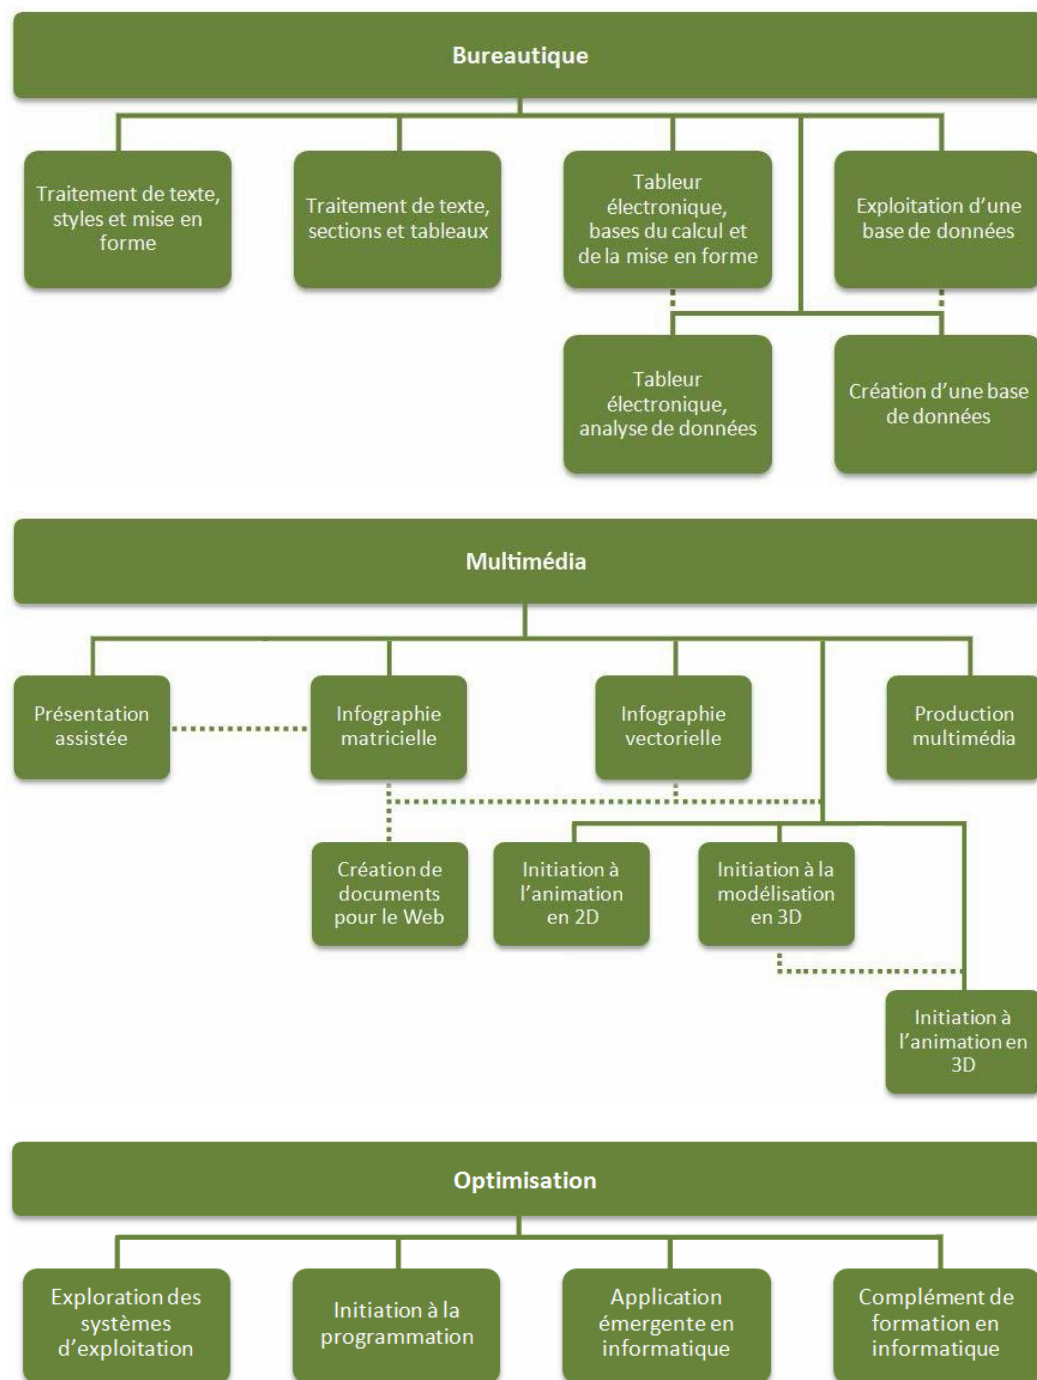 Bureautique
Traitement de texte,
styles et mise en
forme
Traitement de texte,
sections et tableaux
Tableur
électronique,
bases du calcul et
de la mise en forme
Exploitation d’une
base de données
Tableur
électronique,
analyse de données
Création d’une base
de données
Multimédia
Présentation
assistée
Infographie
matricielle
Infographie
vectorielle
Production
multimédia
Création de
documents
pour le Web
Initiation à
l’animation
en 2D
Initiation à la
modélisation
en 3D
Initiation à
l’animation en
3D
Optimisation
Exploration des
systèmes
d’exploitation
Initiation à la
programmation
Application
émergente en
informatique
Complément de
formation en
informatique